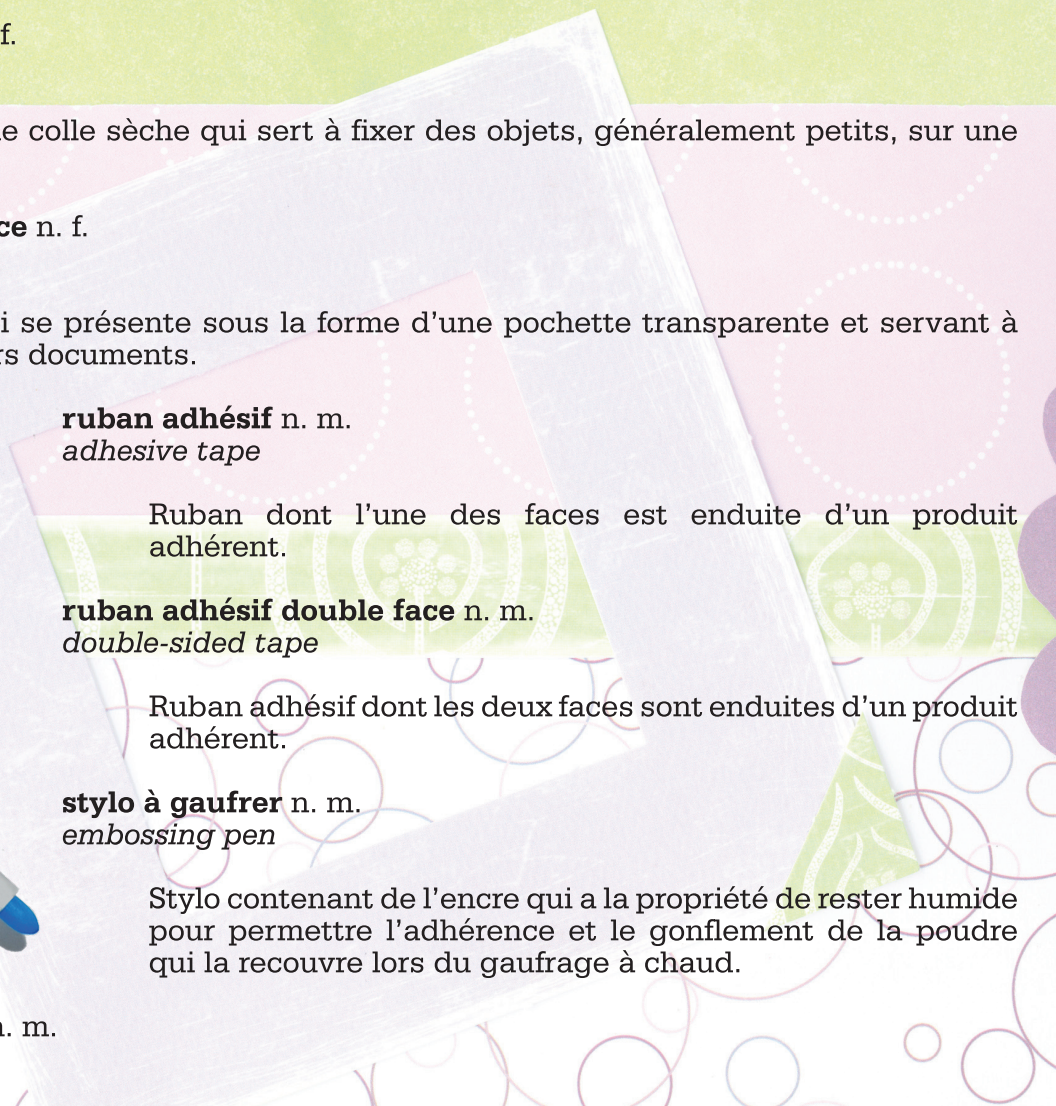 f.
e colle sèche qui sert à fixer des objets, généralement petits, sur une
ce n. f.
i se présente sous la forme d'une pochette transparente et servant à
rs documents.
ruban adhésif n. m.
adhesive tape
Ruban dont l'une des faces est enduite d'un produit
adhérent.
ruban adhésif double face n. m.
double-sided tape
Ruban adhésif dont les deux faces sont enduites d'un produit
adhérent.
stylo à gaufrer n. m.
embossing pen
Stylo contenant de l'encre qui a la propriété de rester humide
pour permettre l'adhérence et le gonflement de la poudre
qui la recouvre lors du gaufrage à chaud.
n. m.